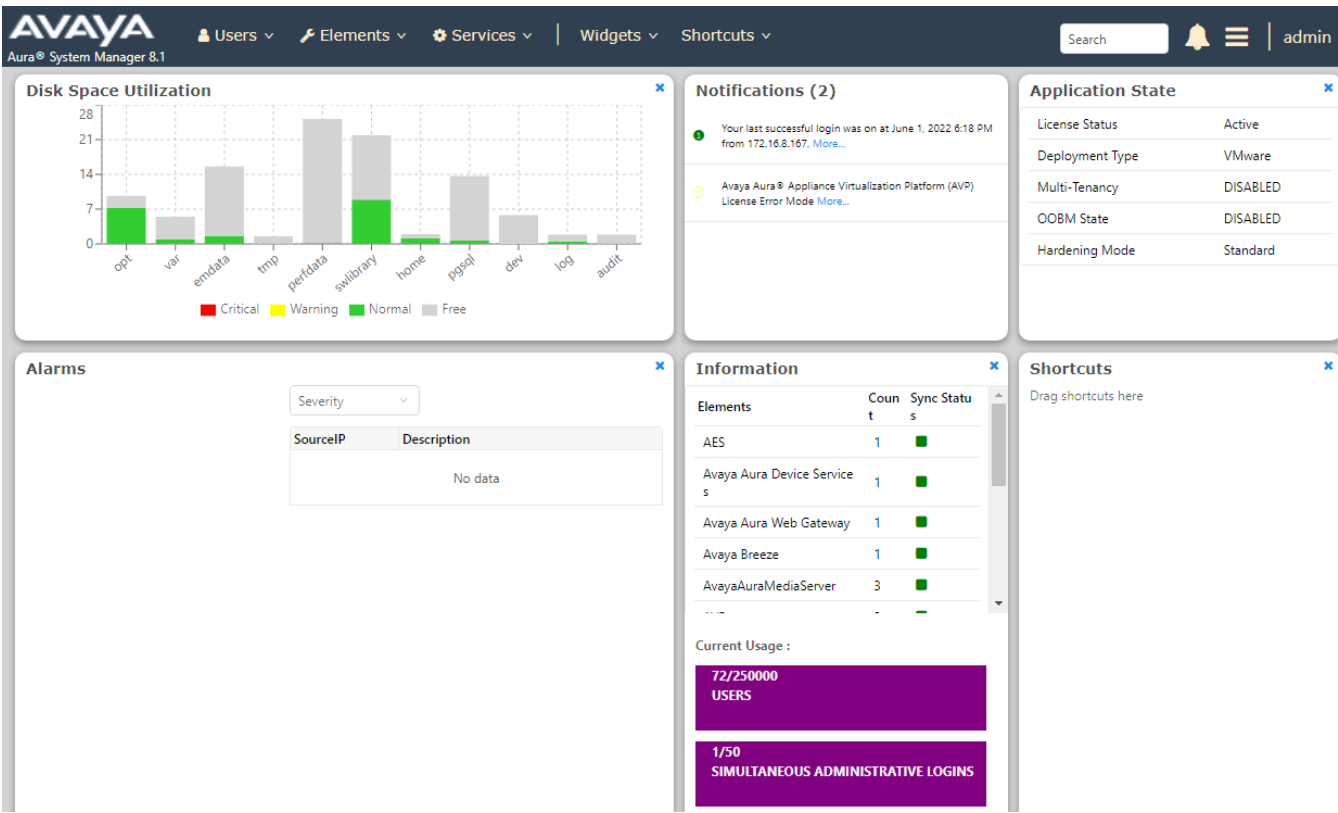 AVAYA
Aura® System Manager 8.1
Users
Elements
Services
Widgets
Shortcuts
Search
admin
Disk Space Utilization
28
21
14
7
0
opt
var
emdata
tmp
perfdata
swlibrary
home
pgsql
dev
log
audit
Critical
Warning
Normal
Free
Notifications (2)
Your last successful login was on at June 1, 2022 6:18 PM
from 172.16.8.167. More...
Avaya Aura® Appliance Virtualization Platform (AVP)
License Error Mode More...
Application State
License Status Active
Deployment Type VMware
Multi-Tenancy DISABLED
OOBM State DISABLED
Hardening Mode Standard
Alarms
Severity
SourceIP Description
No data
Information
Elements Coun Sync Statu
t s
AES 1
Avaya Aura Device Service
s 1
Avaya Aura Web Gateway 1
Avaya Breeze 1
AvayaAuraMediaServer 3
Current Usage :
72/250000
USERS
1/50
SIMULTANEOUS ADMINISTRATIVE LOGINS
Shortcuts
Drag shortcuts here